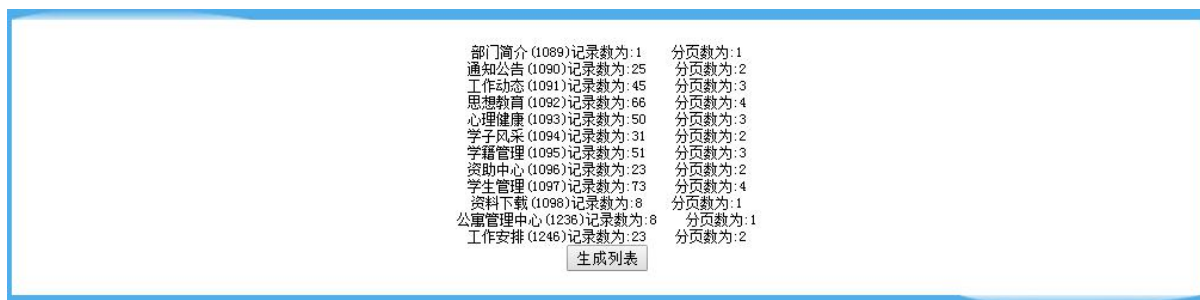 部门简介(1089)记录数为:1 分页数为:1
通知公告(1090)记录数为:25 分页数为:2
工作动态(1091)记录数为:45 分页数为:3
思想教育(1092)记录数为:66 分页数为:4
心理健康(1093)记录数为:50 分页数为:3
学子风采(1094)记录数为:31 分页数为:2
学籍管理(1095)记录数为:51 分页数为:3
资助中心(1096)记录数为:23 分页数为:2
学生管理(1097)记录数为:73 分页数为:4
资料下载(1098)记录数为:8 分页数为:1
公寓管理中心(1236)记录数为:8 分页数为:1
工作安排(1246)记录数为:23 分页数为:2
生成列表